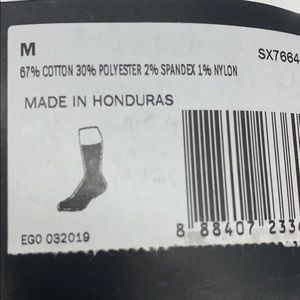 M SX7664
67% COTTON 30% POLYESTER 2% SPANDEX 1% NYLON
MADE IN HONDURAS
EGO 032019 8 88407 233